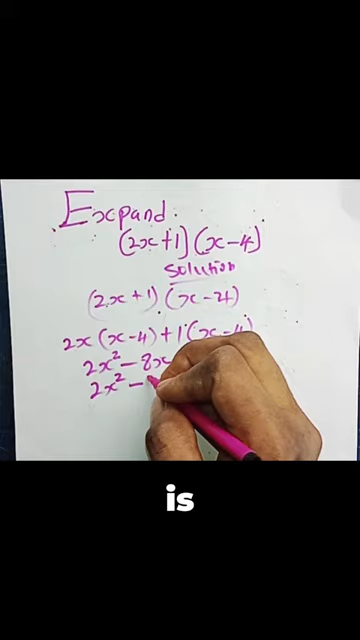 Expand
(2x+1)(x-4)
Solution
(2x+1)(x-4)
2x(x-4)+1(x-4)
2x²-8x
2x²-
is